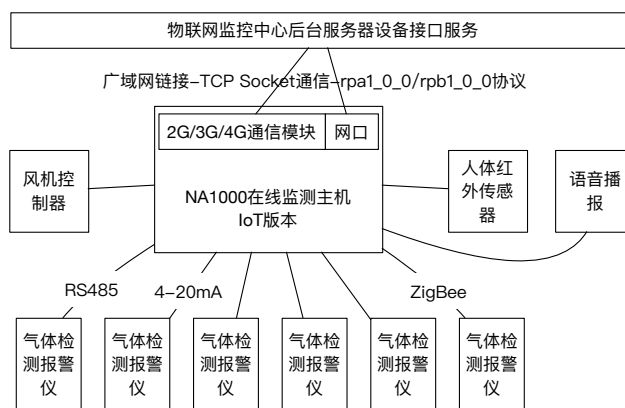 物联网监控中心后台服务器设备接口服务
广域网链接-TCP Socket通信-rpa1_0_0/rpb1_0_0协议
2G/3G/4G通信模块
网口
风机控
制器
NA1000在线监测主机
IoT版本
人体红
外传感
器
语音播
报
RS485
4-20mA
ZigBee
气体检
测报警
仪
气体检
测报警
仪
气体检
测报警
仪
气体检
测报警
仪
气体检
测报警
仪
气体检
测报警
仪